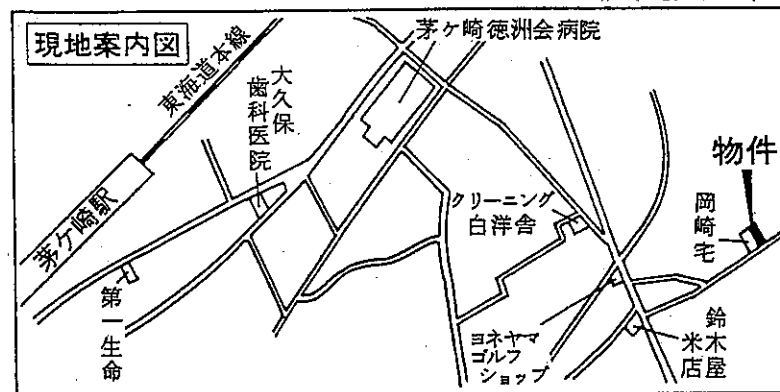 現地案内図
東海道本線
茅ケ崎駅
大久保
歯科医院
茅ケ崎徳洲会病院
第一生命
クリーニング
白洋舎
物件
岡崎宅
ヨネヤマ
ゴルフ
ショップ
鈴木屋
米店